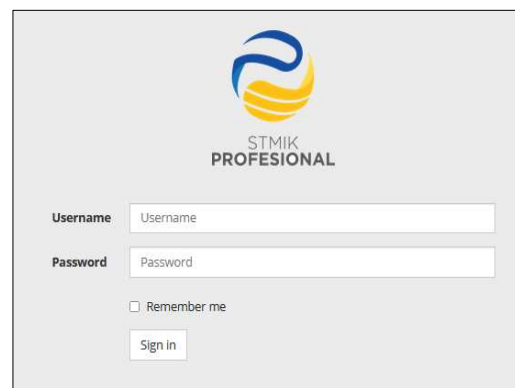 STMIK
PROFESIONAL
Username Username
Password Password
Remember me
Sign in